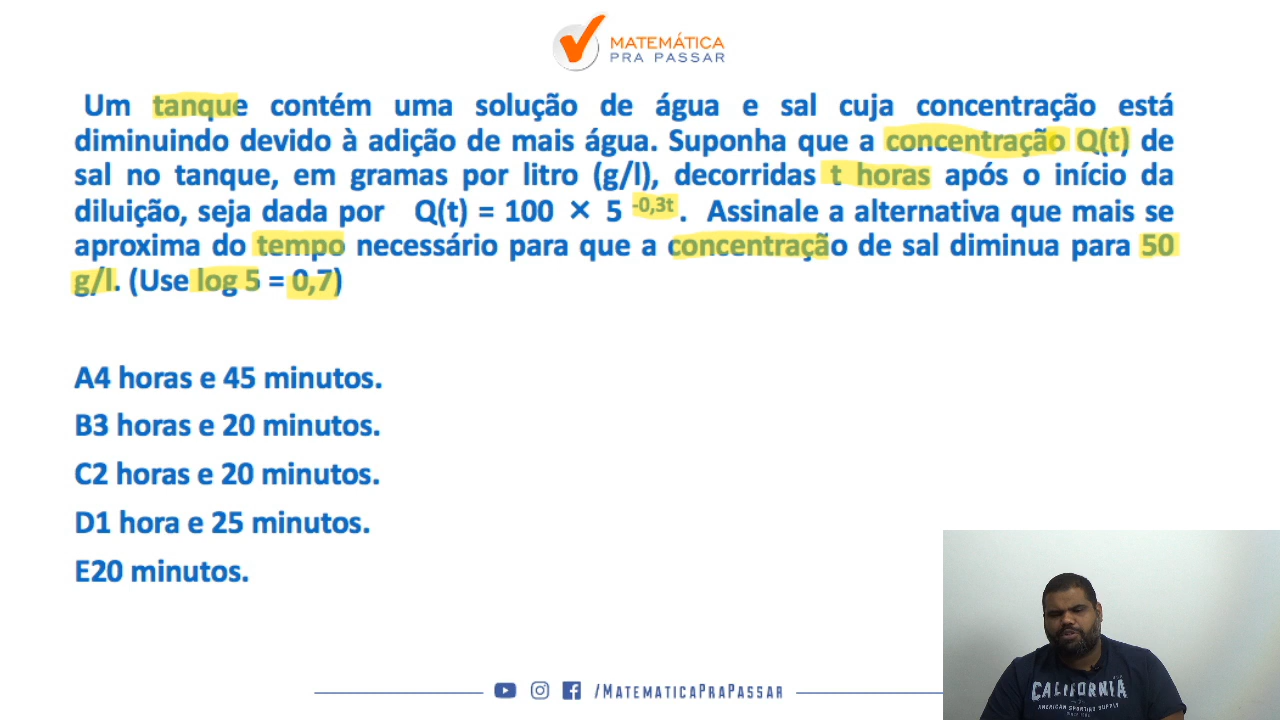 MATEMÁTICA
PRA PASSAR
Um tanque contém uma solução de água e sal cuja concentração está
diminuindo devido à adição de mais água. Suponha que a concentração Q(t) de
sal no tanque, em gramas por litro (g/l), decorridas t horas após o início da
diluição, seja dada por Q(t) = 100 × 5 -0,3t. Assinale a alternativa que mais se
aproxima do tempo necessário para que a concentração de sal diminua para 50
g/l. (Use log 5 = 0,7)
A4 horas e 45 minutos.
B3 horas e 20 minutos.
C2 horas e 20 minutos.
D1 hora e 25 minutos.
E20 minutos.
/MATEMATICAPRAPASSAR
CALIFORNIA
AMERICAN SPORTING SUPPLY